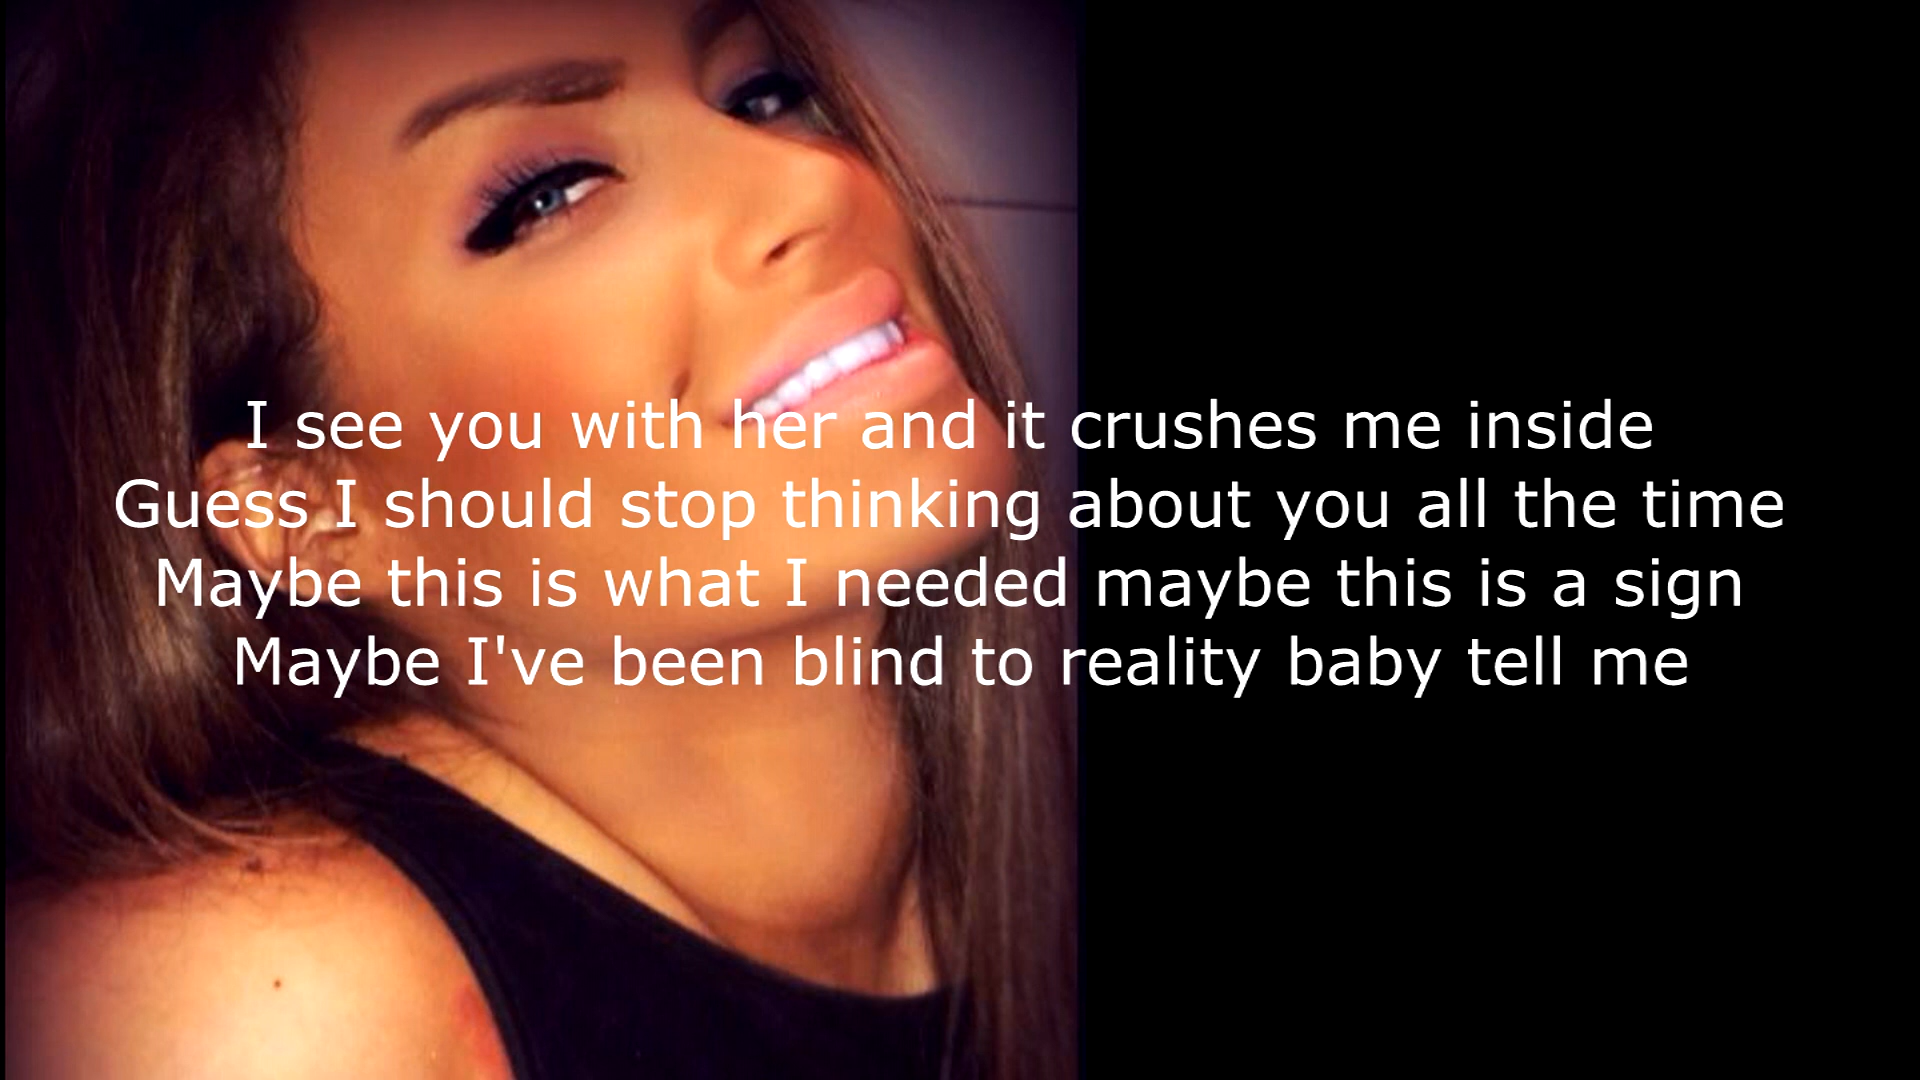 I see you with her and it crushes me inside
Guess I should stop thinking about you all the time
Maybe this is what I needed maybe this is a sign
Maybe I've been blind to reality baby tell me